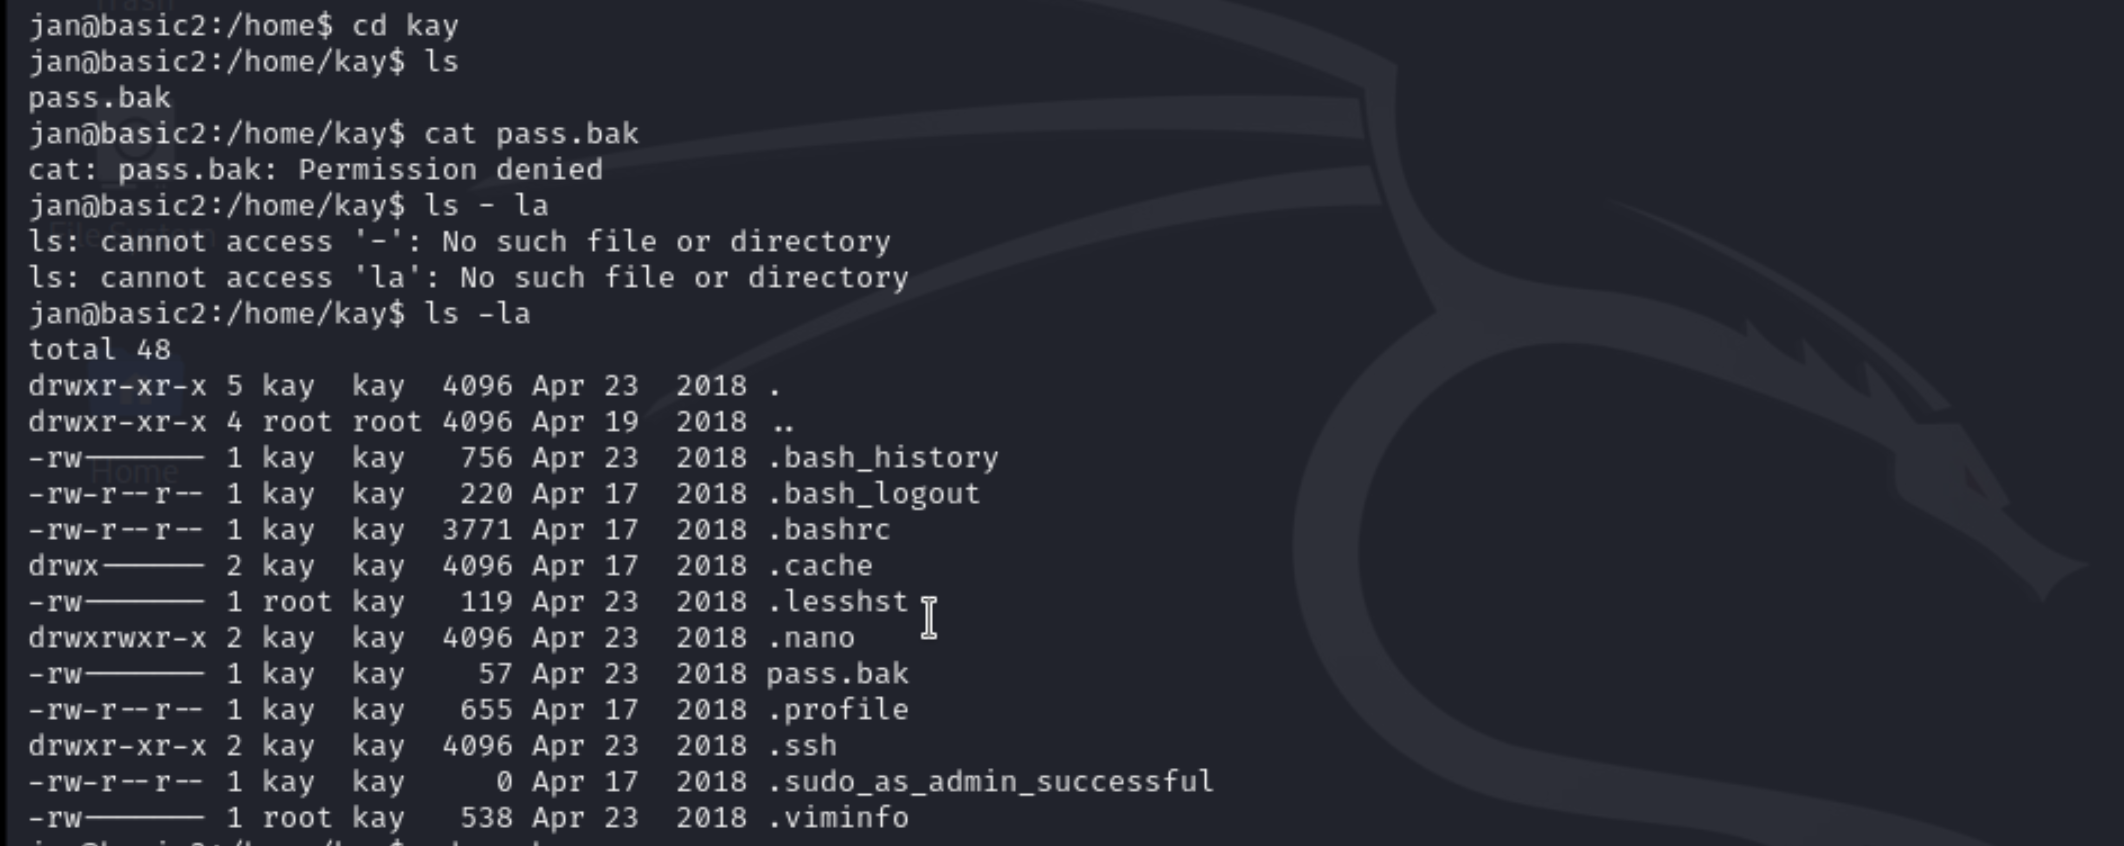 jan@basic2:/home$ cd kay
jan@basic2:/home/kay$ ls
pass.bak
jan@basic2:/home/kay$ cat pass.bak
cat: pass.bak: Permission denied
jan@basic2:/home/kay$ ls - la
ls: cannot access '-': No such file or directory
ls: cannot access 'la': No such file or directory
jan@basic2:/home/kay$ ls -la
total 48
drwxr-xr-x 5 kay  kay  4096 Apr 23  2018 .
drwxr-xr-x 4 root root 4096 Apr 19  2018 ..
-rw------- 1 kay  kay   756 Apr 23  2018 .bash_history
-rw-r--r-- 1 kay  kay   220 Apr 17  2018 .bash_logout
-rw-r--r-- 1 kay  kay  3771 Apr 17  2018 .bashrc
drwx------ 2 kay  kay  4096 Apr 17  2018 .cache
-rw------- 1 root kay   119 Apr 23  2018 .lesshst
drwxrwxr-x 2 kay  kay  4096 Apr 23  2018 .nano
-rw------- 1 kay  kay    57 Apr 23  2018 pass.bak
-rw-r--r-- 1 kay  kay   655 Apr 17  2018 .profile
drwxr-xr-x 2 kay  kay  4096 Apr 23  2018 .ssh
-rw-r--r-- 1 kay  kay     0 Apr 17  2018 .sudo_as_admin_successful
-rw------- 1 root kay   538 Apr 23  2018 .viminfo
Trash
File System
Home